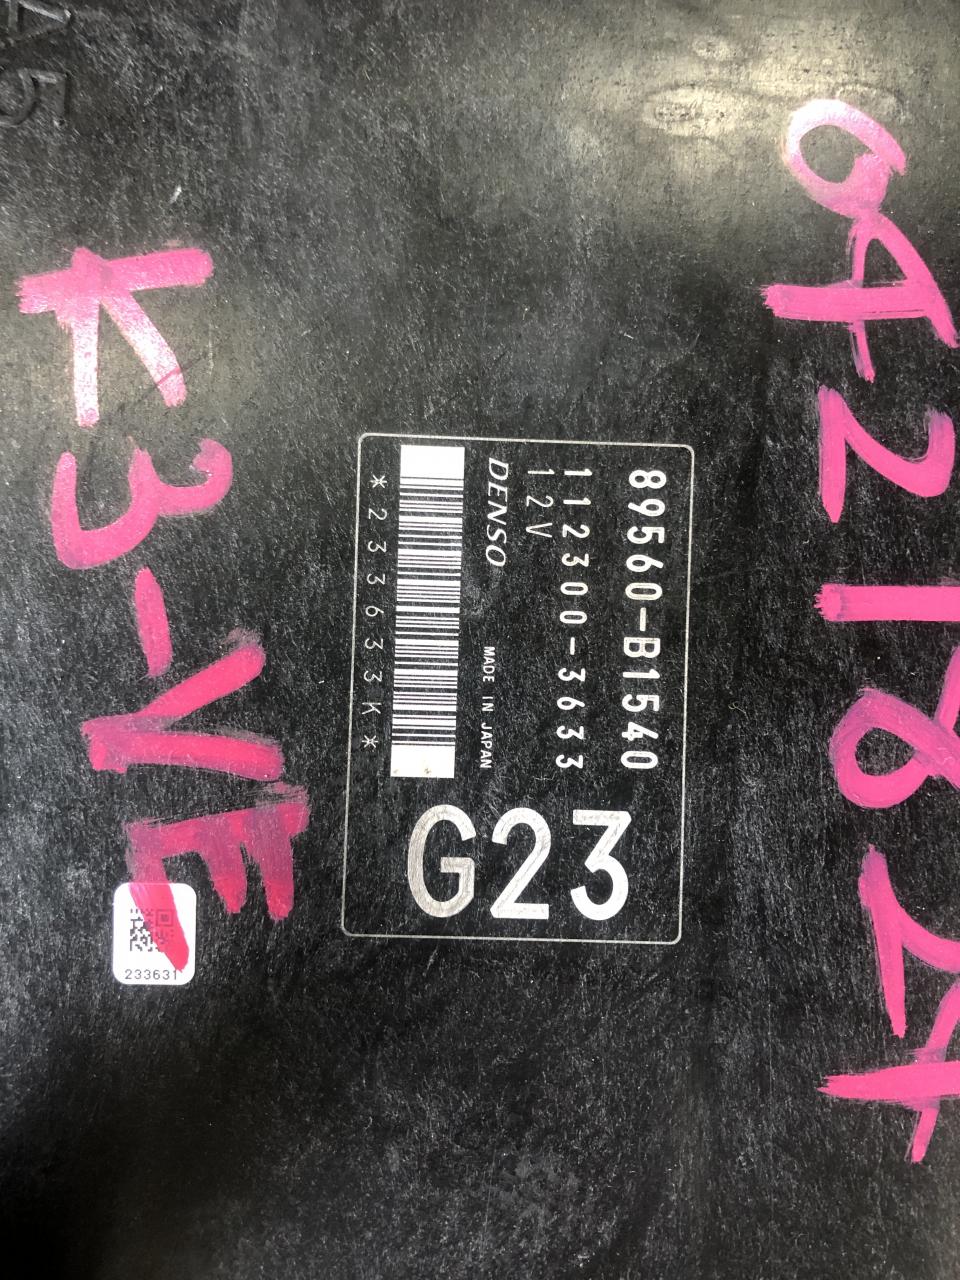 0421824
89560-B1540
112300-3633
12V
DENSO MADE IN JAPAN
*233633K*
G23
K3-VE
233631